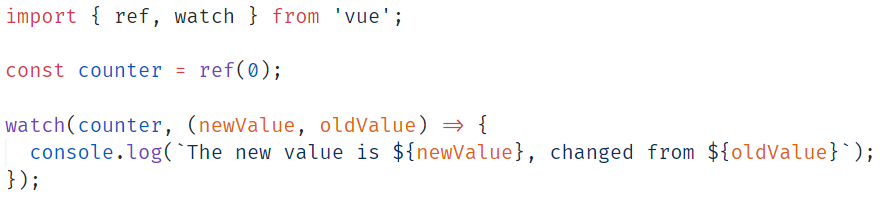 import { ref, watch } from 'vue';
const counter = ref(0);
watch(counter, (newValue, oldValue) => {
  console.log(`The new value is ${newValue}, changed from ${oldValue}`);
});